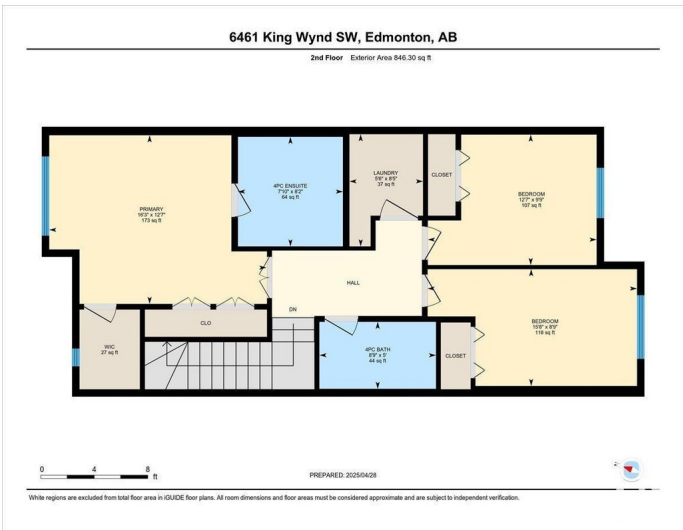 6461 King Wynd SW, Edmonton, AB
2nd Floor Exterior Area 846.30 sq ft
PRIMARY
16'3" x 12'7"
173 sq ft
4PC ENSUITE
7'10" x 8'2"
64 sq ft
LAUNDRY
5'8" x 8'5"
37 sq ft
CLOSET
BEDROOM
12'7" x 9'9"
107 sq ft
HALL
DN
CLO
WIC
27 sq ft
4PC BATH
8'9" x 5'
44 sq ft
CLOSET
BEDROOM
15'8" x 8'9"
118 sq ft
0 4 8
ft
PREPARED: 2025/04/28
White regions are excluded from total floor area in iGUIDE floor plans. All room dimensions and floor areas must be considered approximate and are subject to independent verification.